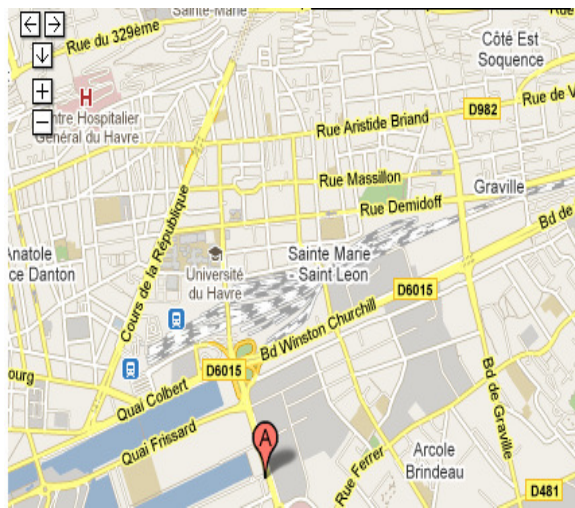 Sainte-Marie
Rue du 329ème
Côté Est
Soquence
H
Centre Hospitalier
Général du Havre
D982
Rue de V
Rue Aristide Briand
Rue Massillon
Graville
Rue Demidoff
Bd de
Cours de la République
Anatole
ce Danton
Université
du Havre
Sainte Marie
- Saint Leon
D6015
Bd Winston Churchill
D6015
ourg
Quai Colbert
Quai Frissard
Bd de Graville
A
Rue Ferrer
Arcole
Brindeau
D481